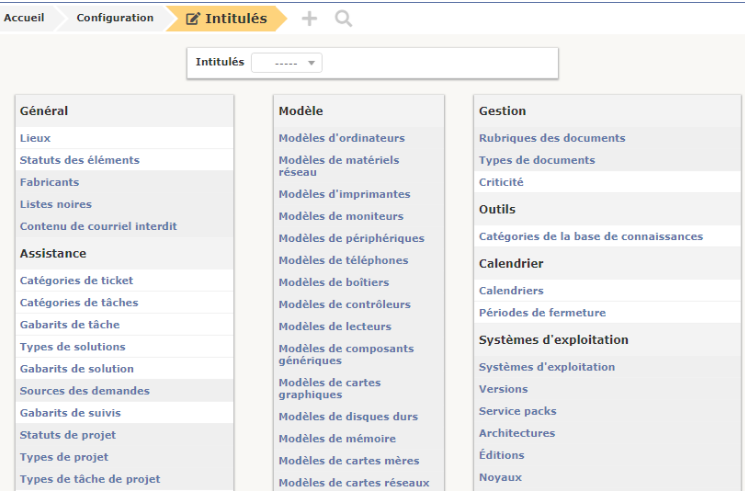 Accueil Configuration Intitulés
Intitulés -----
Général
Lieux
Statuts des éléments
Fabricants
Listes noires
Contenu de courriel interdit
Assistance
Catégories de ticket
Catégories de tâches
Gabarits de tâche
Types de solutions
Gabarits de solution
Sources des demandes
Gabarits de suivis
Statuts de projet
Types de projet
Types de tâche de projet
Modèle
Modèles d'ordinateurs
Modèles de matériels
réseau
Modèles d'imprimantes
Modèles de moniteurs
Modèles de périphériques
Modèles de téléphones
Modèles de boîtiers
Modèles de contrôleurs
Modèles de lecteurs
Modèles de composants
génériques
Modèles de cartes
graphiques
Modèles de disques durs
Modèles de mémoire
Modèles de cartes mères
Modèles de cartes réseaux
Gestion
Rubriques des documents
Types de documents
Criticité
Outils
Catégories de la base de connaissances
Calendrier
Calendriers
Périodes de fermeture
Systèmes d'exploitation
Systèmes d'exploitation
Versions
Service packs
Architectures
Éditions
Noyaux